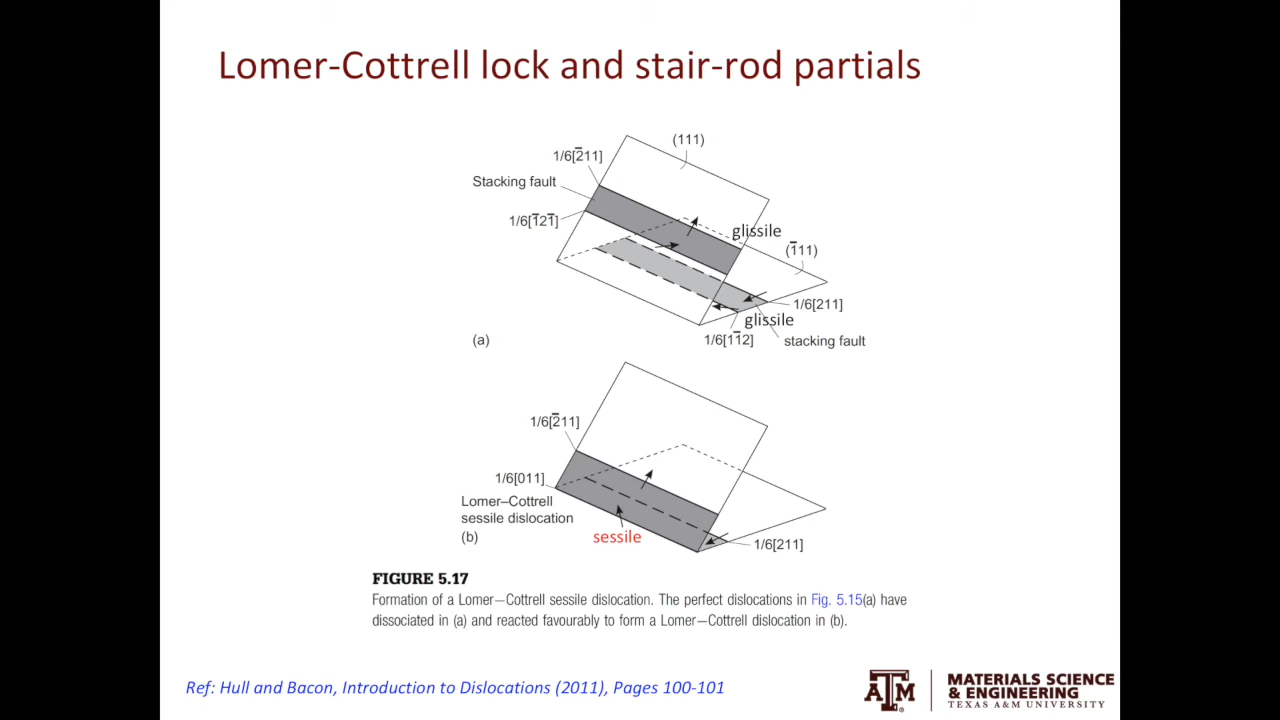 Lomer-Cottrell lock and stair-rod partials
(111)
1/6[2̅11]
Stacking fault
1/6[1̅21̅]
glissile
(1̅11)
1/6[211]
glissile
1/6[11̅2]
stacking fault
(a)
1/6[2̅11]
1/6[011]
Lomer–Cottrell
sessile dislocation
(b)
sessile
1/6[211]
FIGURE 5.17
Formation of a Lomer—Cottrell sessile dislocation. The perfect dislocations in Fig. 5.15(a) have
dissociated in (a) and reacted favourably to form a Lomer—Cottrell dislocation in (b).
Ref: Hull and Bacon, Introduction to Dislocations (2011), Pages 100-101
ATM
®
MATERIALS SCIENCE
& ENGINEERING
TEXAS A&M UNIVERSITY